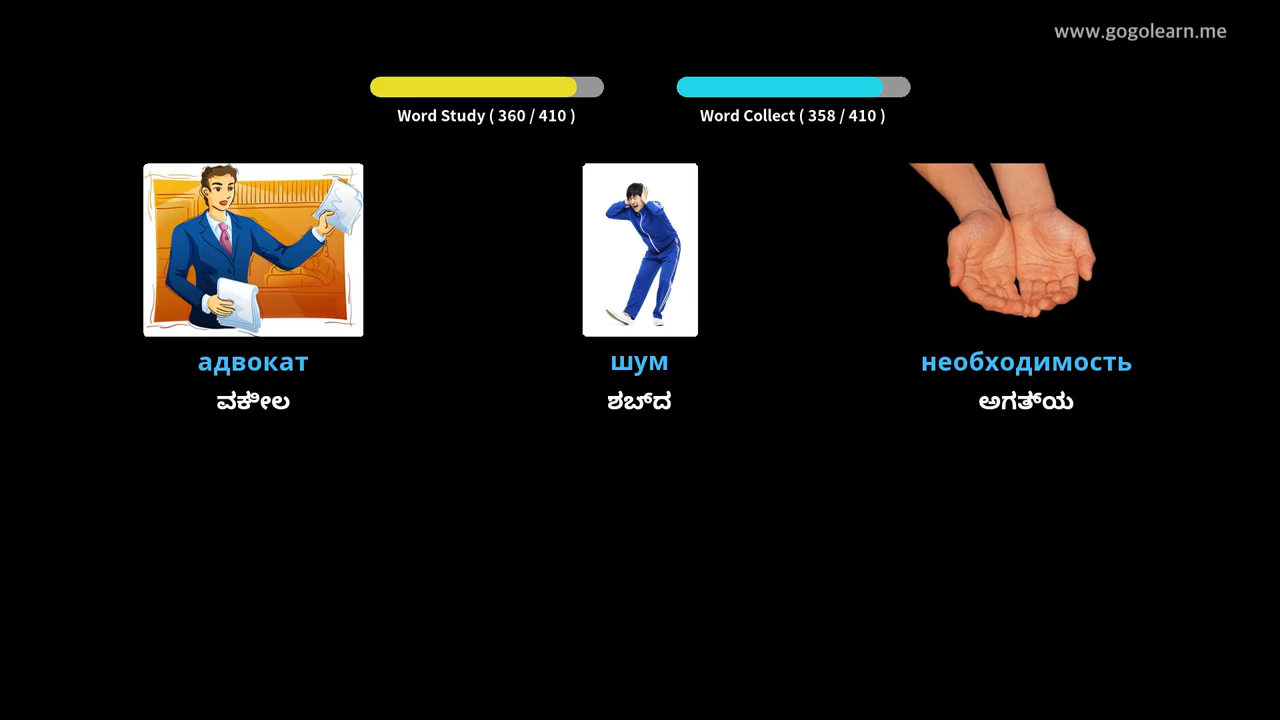 www.gogolearn.me
Word Study ( 360 / 410 )
Word Collect ( 358 / 410 )
адвокат
шум
необходимость
ವಕೀಲ
ಶಬ್ದ
ಅಗತ್ಯ